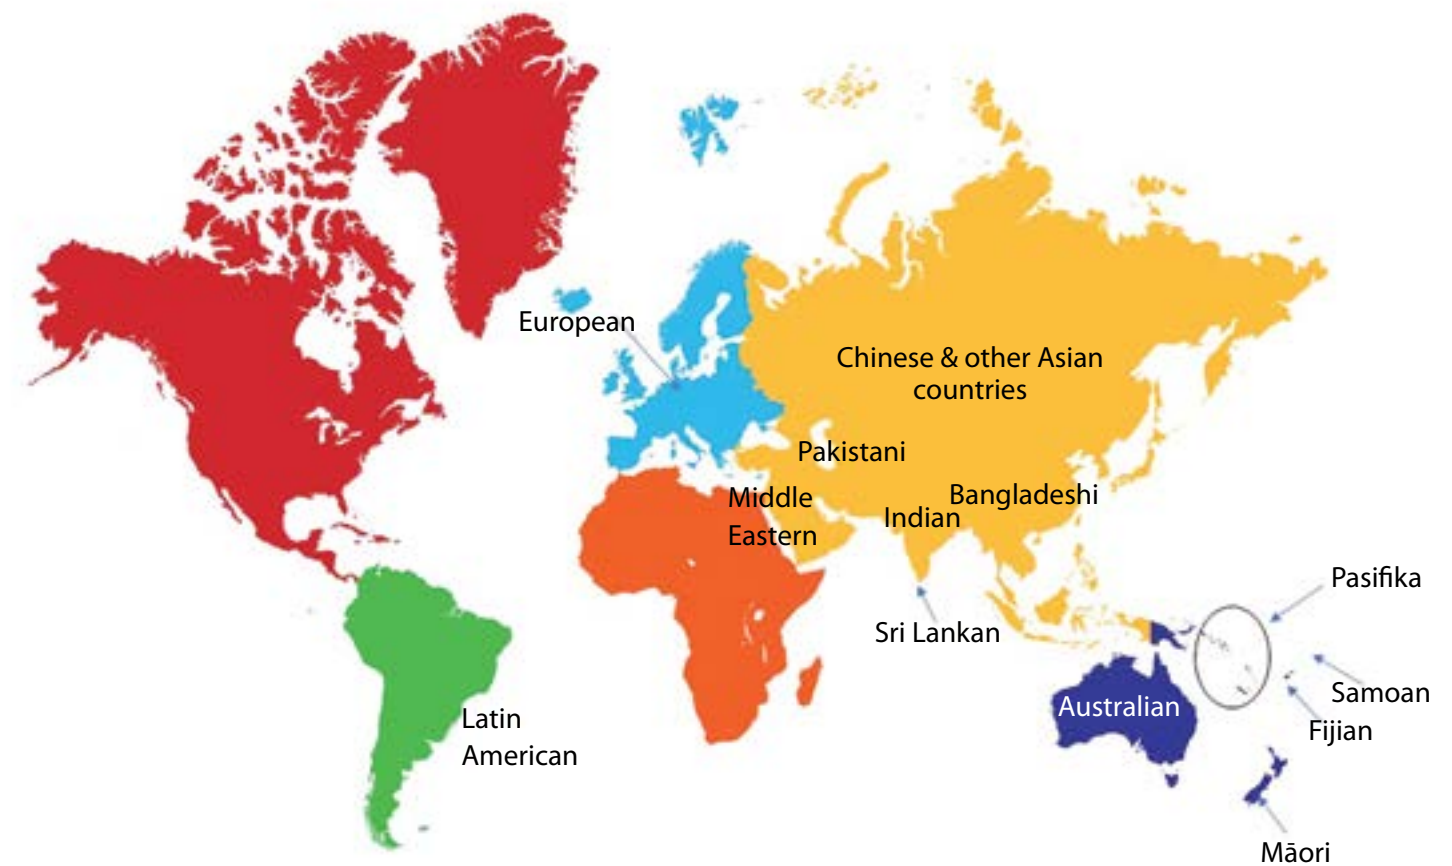 European
Chinese & other Asian
countries
Pakistani
Middle
Eastern
Bangladeshi
Indian
Sri Lankan
Pasifika
Samoan
Fijian
Australian
Latin
American
Māori